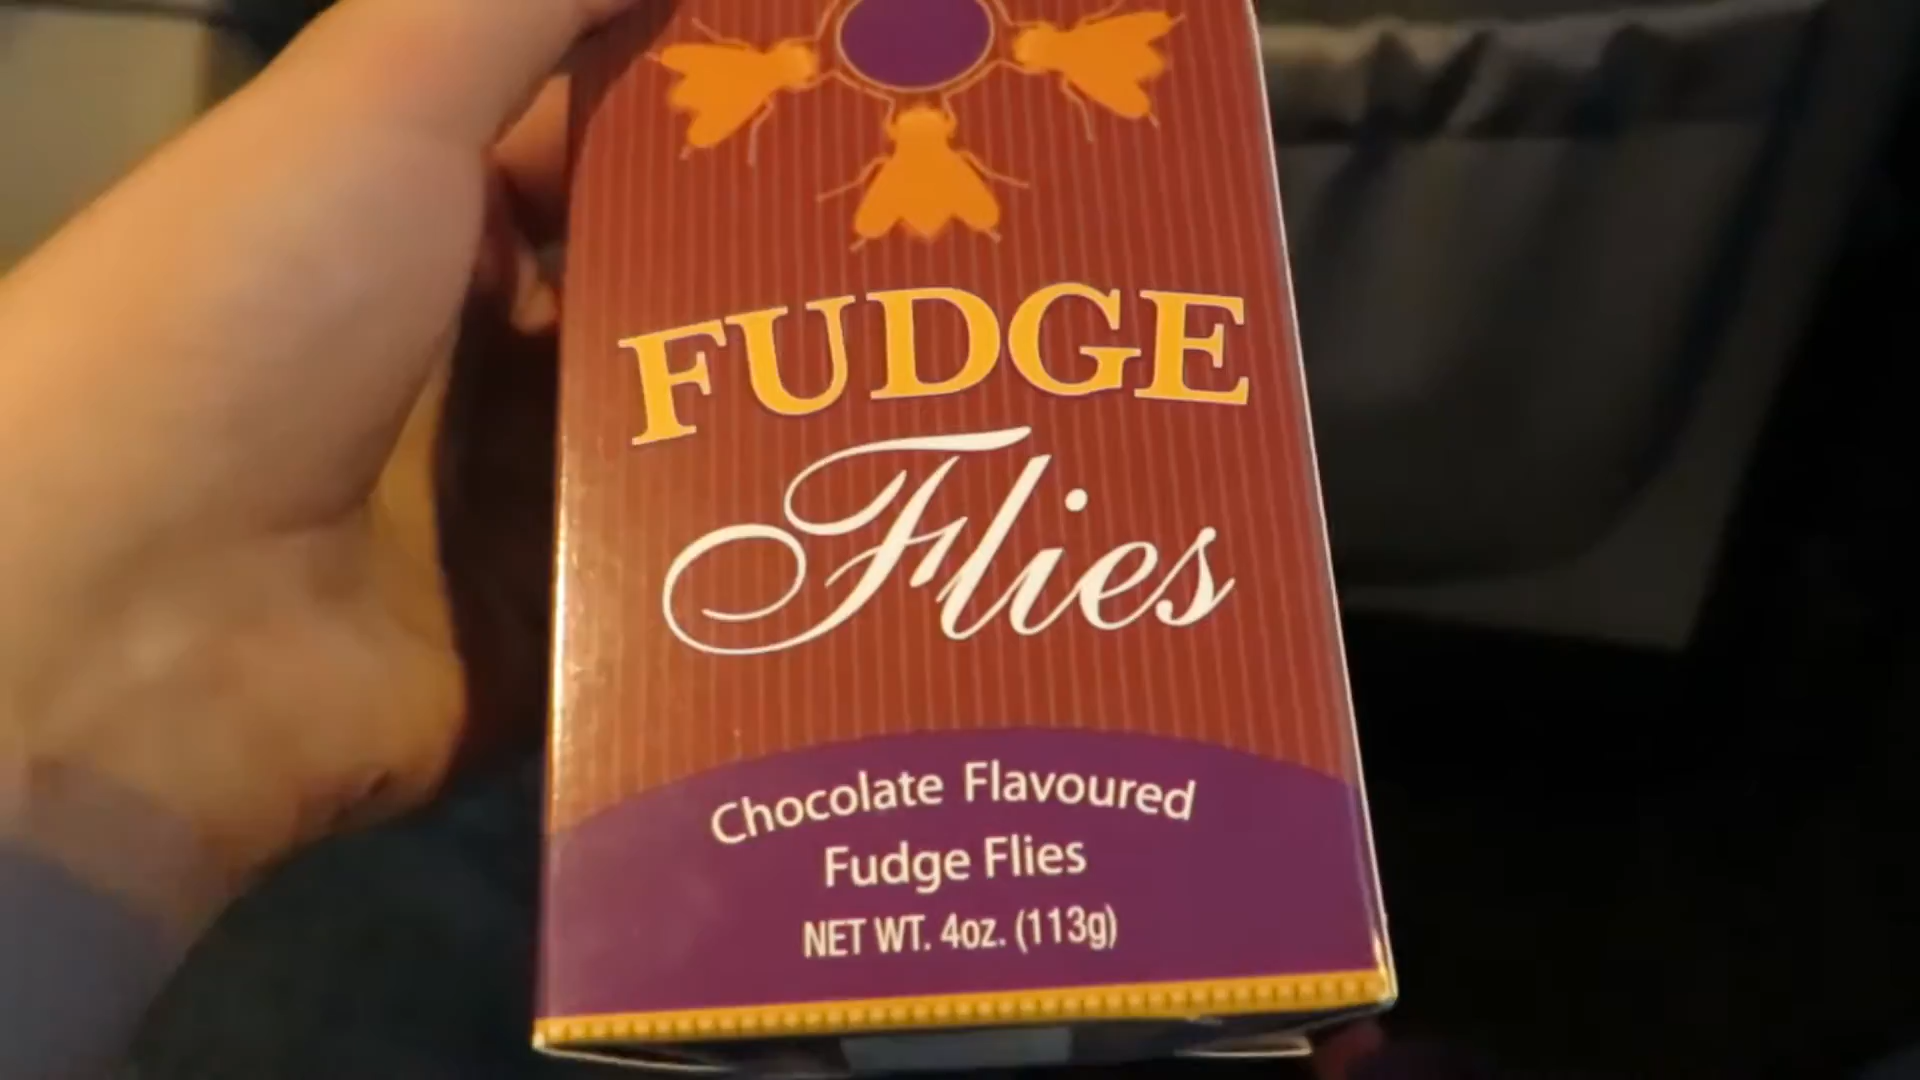 FUDGE
Flies
Chocolate Flavoured
Fudge Flies
NET WT. 4oz. (113g)